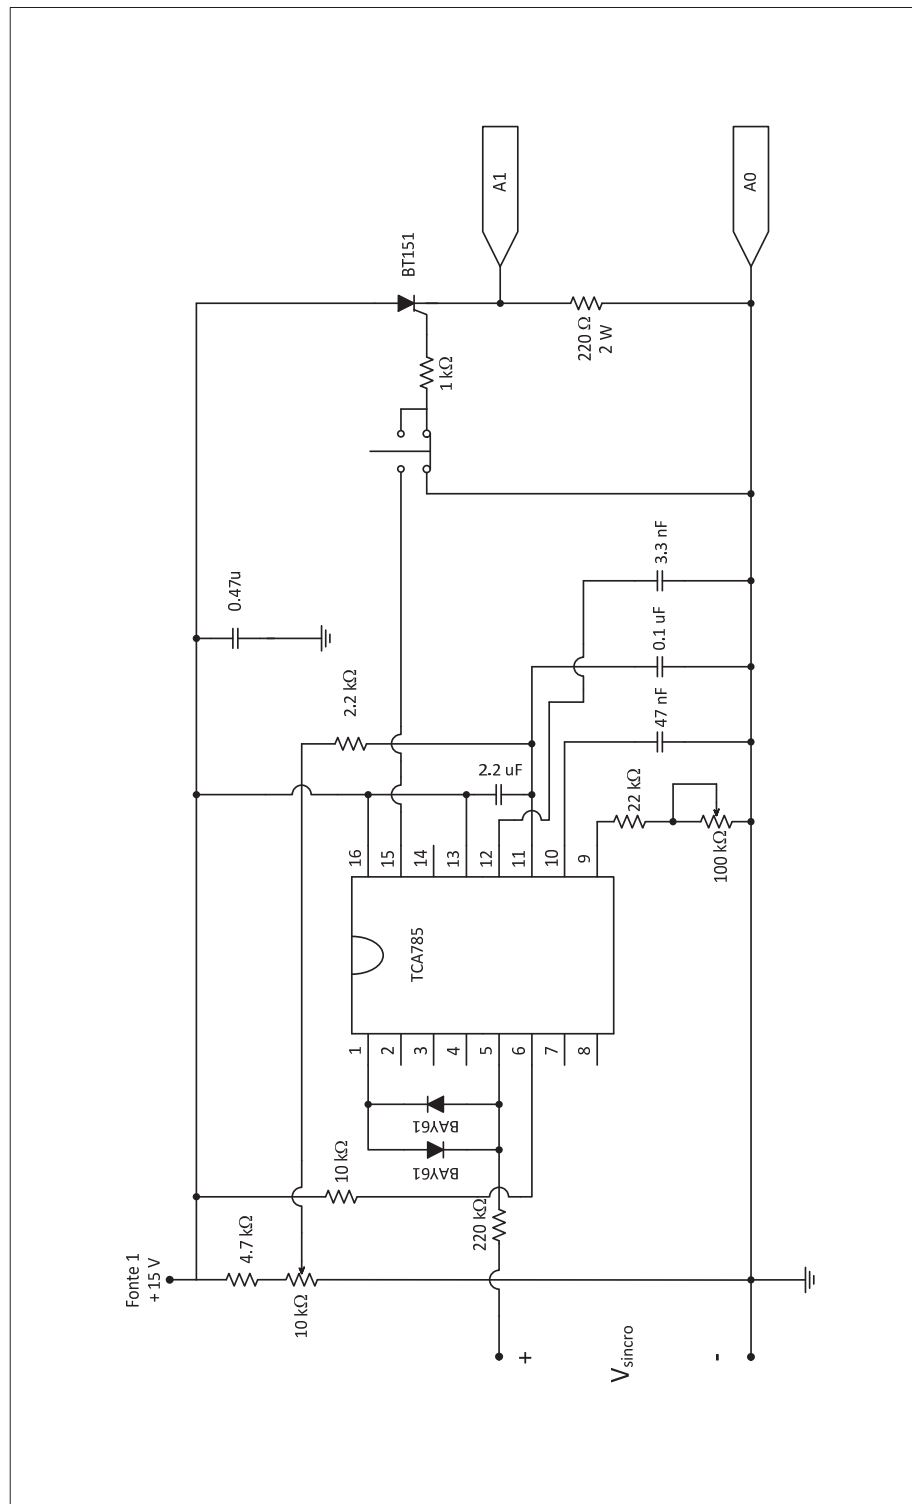 Fonte 1
+ 15 V
4.7 kΩ
10 kΩ
10 kΩ
220 kΩ
BAY61
BAY61
+
V sincro
-
1
2
3
4
5
6
7
8
TCA785
16
15
14
13
12
11
10
9
2.2 uF
2.2 kΩ
0.47u
22 kΩ
100 kΩ
47 nF
0.1 uF
3.3 nF
1 kΩ
BT151
220 Ω
2 W
A1
A0